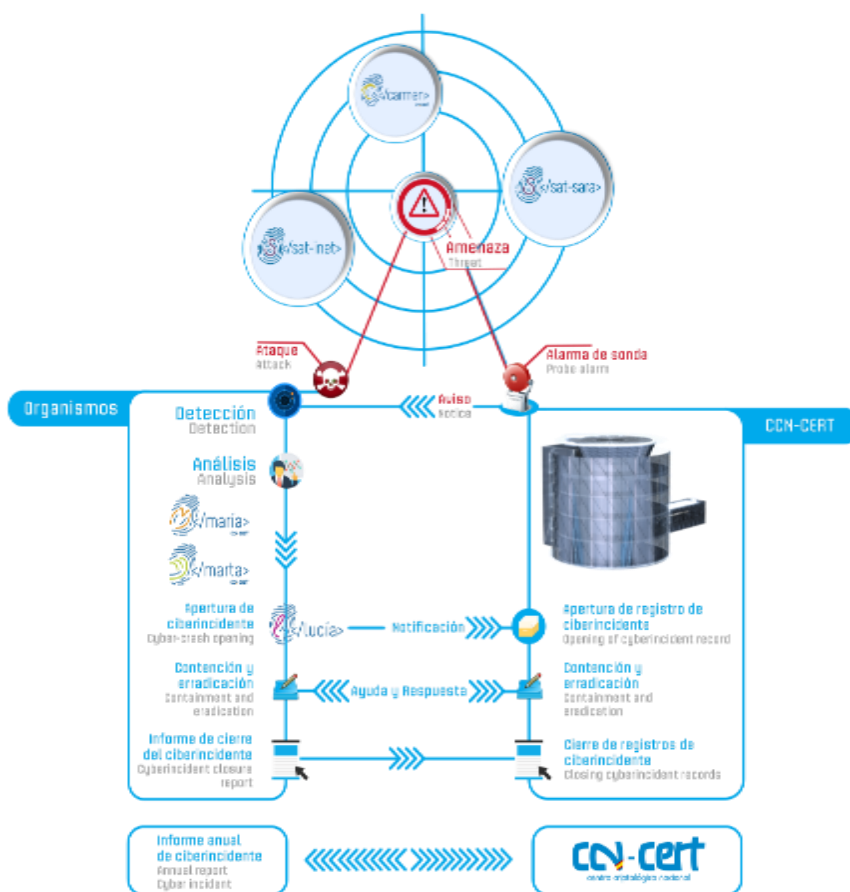 </carmen>
</sat-sara>
</sat-inet>
Amenaza
Threat
Ataque
Attack
Alarma de sonda
Probe alarm
Organismos
Aviso
Notice
CCN-CERT
Detección
Detection
Análisis
Analysis
</maria>
</marta>
Apertura de
ciberincidente
Cyber-crash opening
</lucía>
Notificación
Apertura de registro de
ciberincidente
Opening of cyberincident record
Contención y
erradicación
Containment and
eradication
Ayuda y Respuesta
Contención y
erradicación
Containment and
eradication
Informe de cierre
del ciberincidente
Cyberincident closure
report
Cierre de registros de
ciberincidente
Closing cyberincident records
Informe anual
de ciberincidente
Annual report
Cyber incident
ccn-cert
centro criptológico nacional